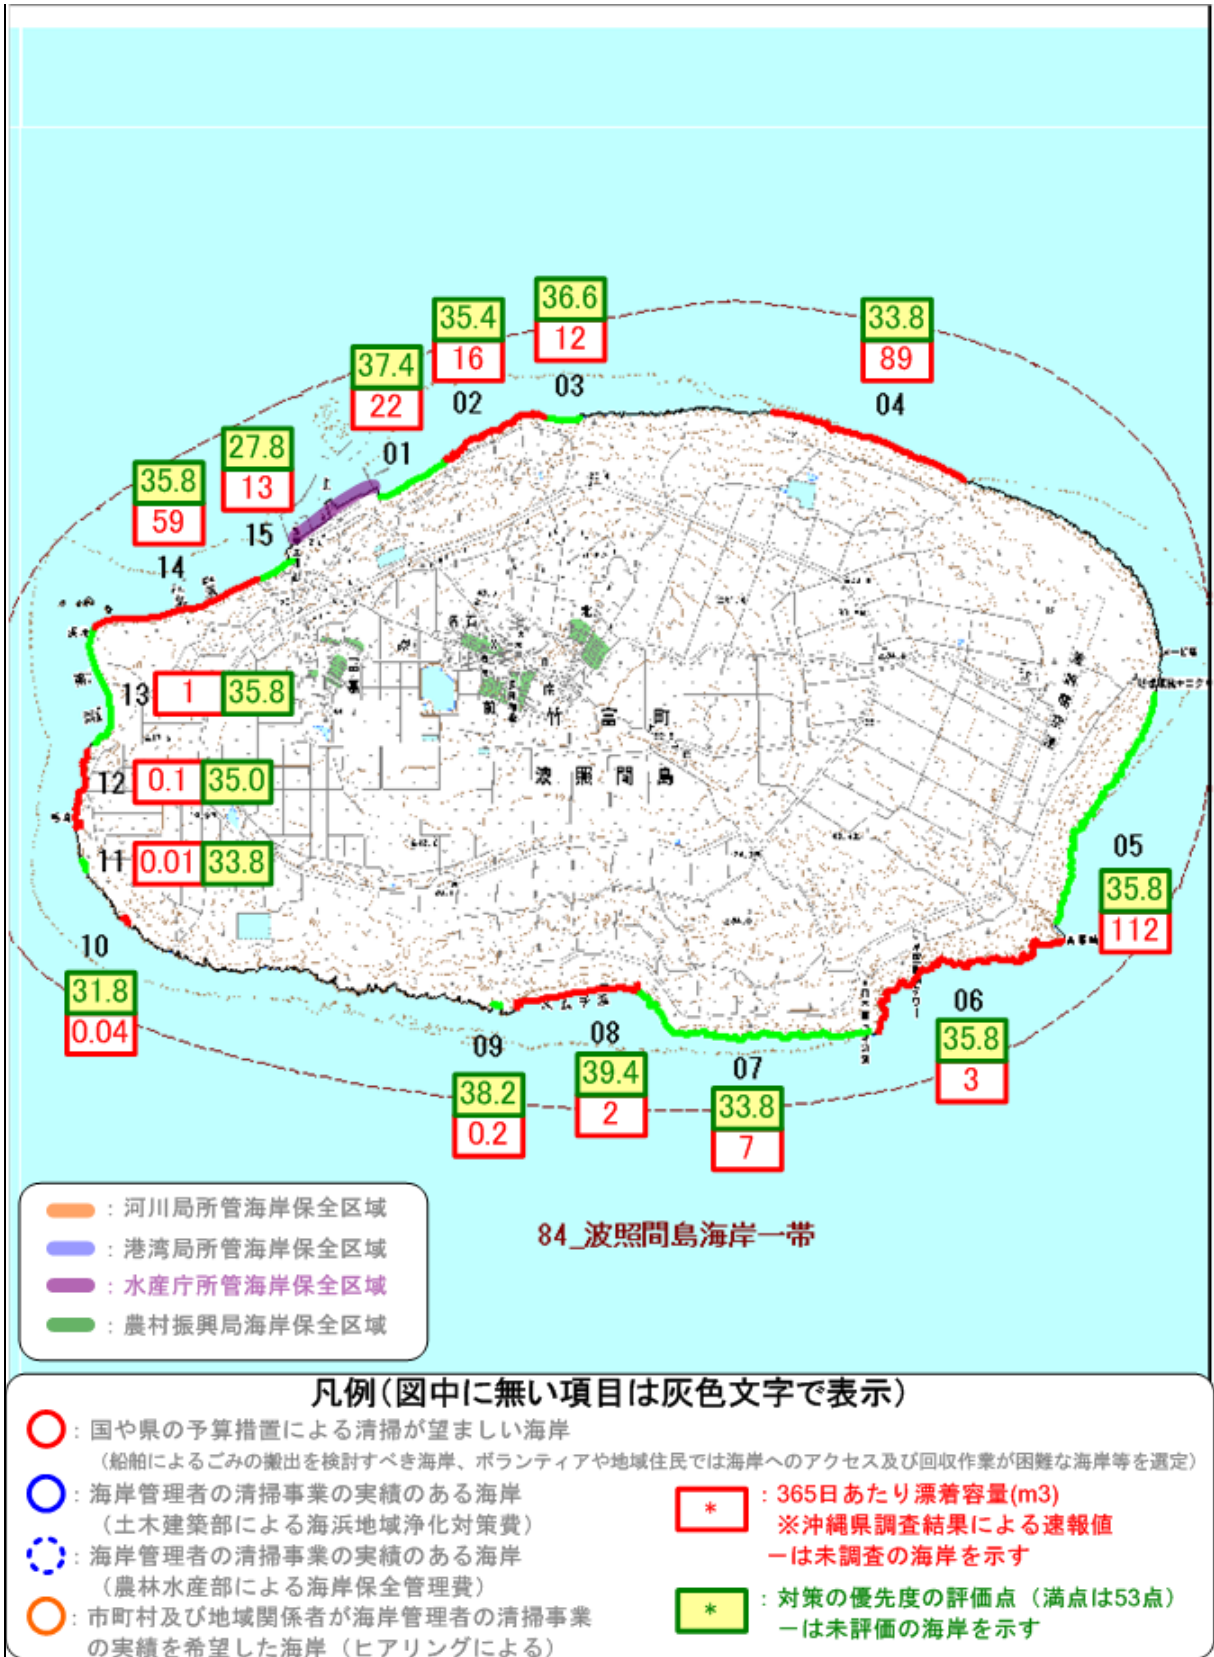 36.6
12
03
35.4
16
02
33.8
89
04
37.4
22
01
27.8
13
15
35.8
59
14
13
1
35.8
12
0.1
35.0
11
0.01
33.8
竹 富 町
波 照 間 島
05
35.8
112
10
31.8
0.04
09
38.2
0.2
08
39.4
2
07
33.8
7
06
35.8
3
84_波照間島海岸一帯
：河川局所管海岸保全区域
：港湾局所管海岸保全区域
：水産庁所管海岸保全区域
：農村振興局海岸保全区域
凡例(図中に無い項目は灰色文字で表示)
：国や県の予算措置による清掃が望ましい海岸
（船舶によるごみの搬出を検討すべき海岸、ボランティアや地域住民では海岸へのアクセス及び回収作業が困難な海岸等を選定）
：海岸管理者の清掃事業の実績のある海岸
（土木建築部による海浜地域浄化対策費）
：海岸管理者の清掃事業の実績のある海岸
（農林水産部による海岸保全管理費）
：市町村及び地域関係者が海岸管理者の清掃事業
の実績を希望した海岸（ヒアリングによる）
*
：365日あたり漂着容量(m3)
※沖縄県調査結果による速報値
－は未調査の海岸を示す
*
：対策の優先度の評価点（満点は53点）
－は未評価の海岸を示す